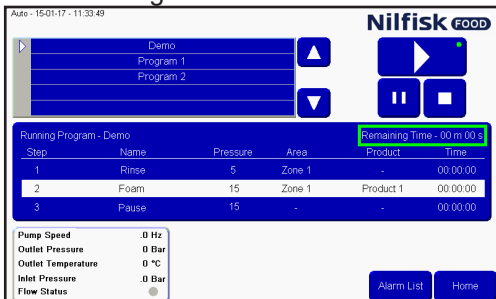 Auto - 15-01-17 - 11:33:49
Nilfisk FOOD
Demo
Program 1
Program 2
Running Program - Demo Remaining Time - 00 m 00 s
Step Name Pressure Area Product Time
1 Rinse 5 Zone 1 - 00:00:00
2 Foam 15 Zone 1 Product 1 00:00:00
3 Pause 15 - - 00:00:00
Pump Speed .0 Hz
Outlet Pressure 0 Bar
Outlet Temperature 0 °C
Inlet Pressure .0 Bar
Flow Status
Alarm List Home